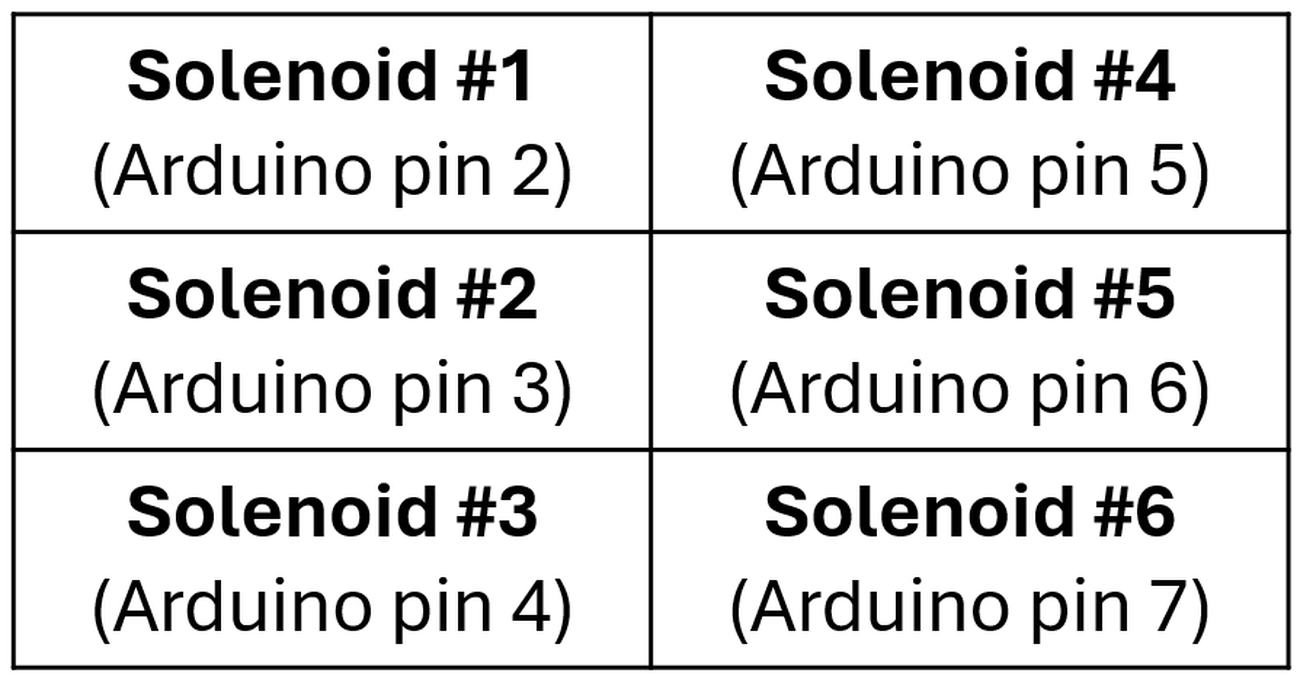 Solenoid #1
(Arduino pin 2)
Solenoid #4
(Arduino pin 5)
Solenoid #2
(Arduino pin 3)
Solenoid #5
(Arduino pin 6)
Solenoid #3
(Arduino pin 4)
Solenoid #6
(Arduino pin 7)